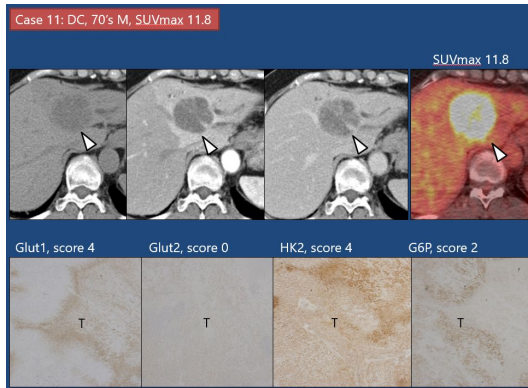 Case 11: DC, 70's M, SUVmax 11.8
SUVmax 11.8
Glut1, score 4
Glut2, score 0
HK2, score 4
G6P, score 2
T
T
T
T